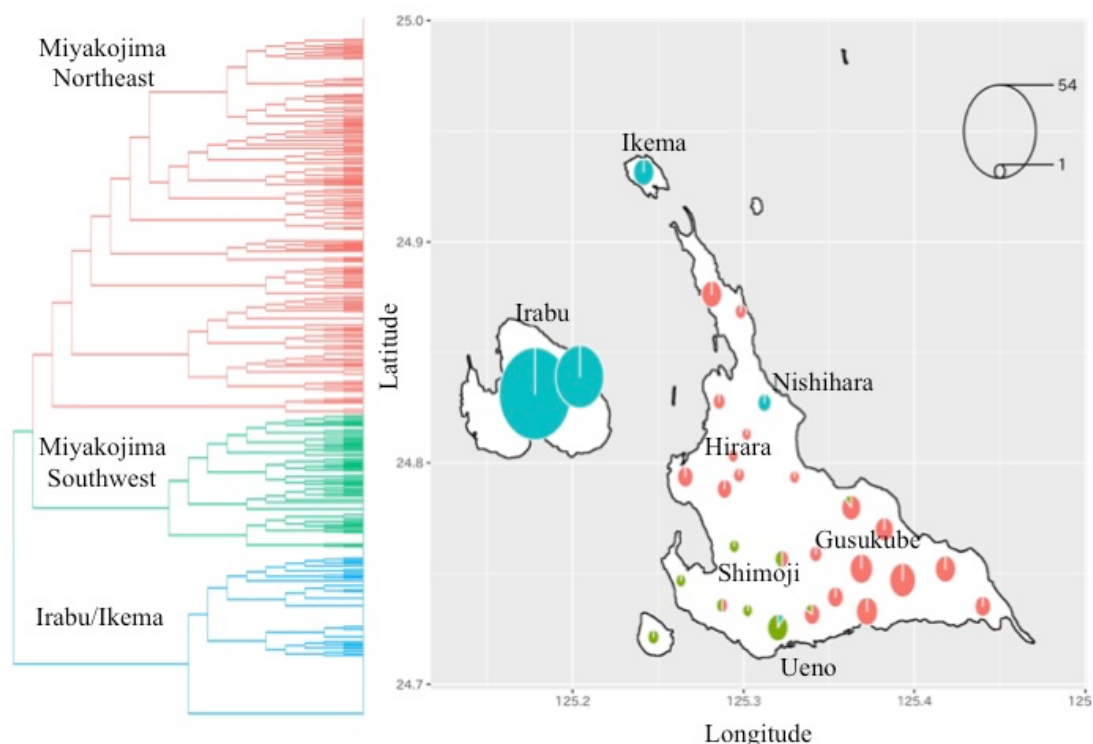 Miyakojima
Northeast
Miyakojima
Southwest
Irabu/Ikema
25.0
24.9
24.8
24.7
Latitude
54
1
Ikema
Irabu
Nishihara
Hirara
Gusukube
Shimoji
Ueno
125.2
125.3
125.4
125
Longitude